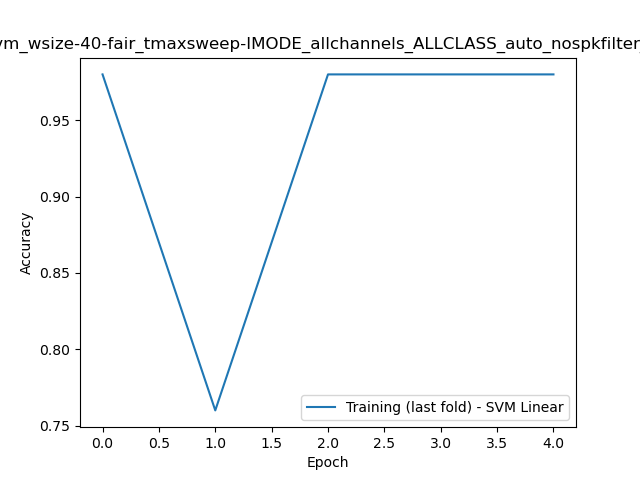 vm_wsize-40-fair_tmaxsweep-IMODE_allchannels_ALLCLASS_auto_nospkfilter_
0.95
0.90
0.85
0.80
0.75
Accuracy
Training (last fold) - SVM Linear
0.0 0.5 1.0 1.5 2.0 2.5 3.0 3.5 4.0
Epoch